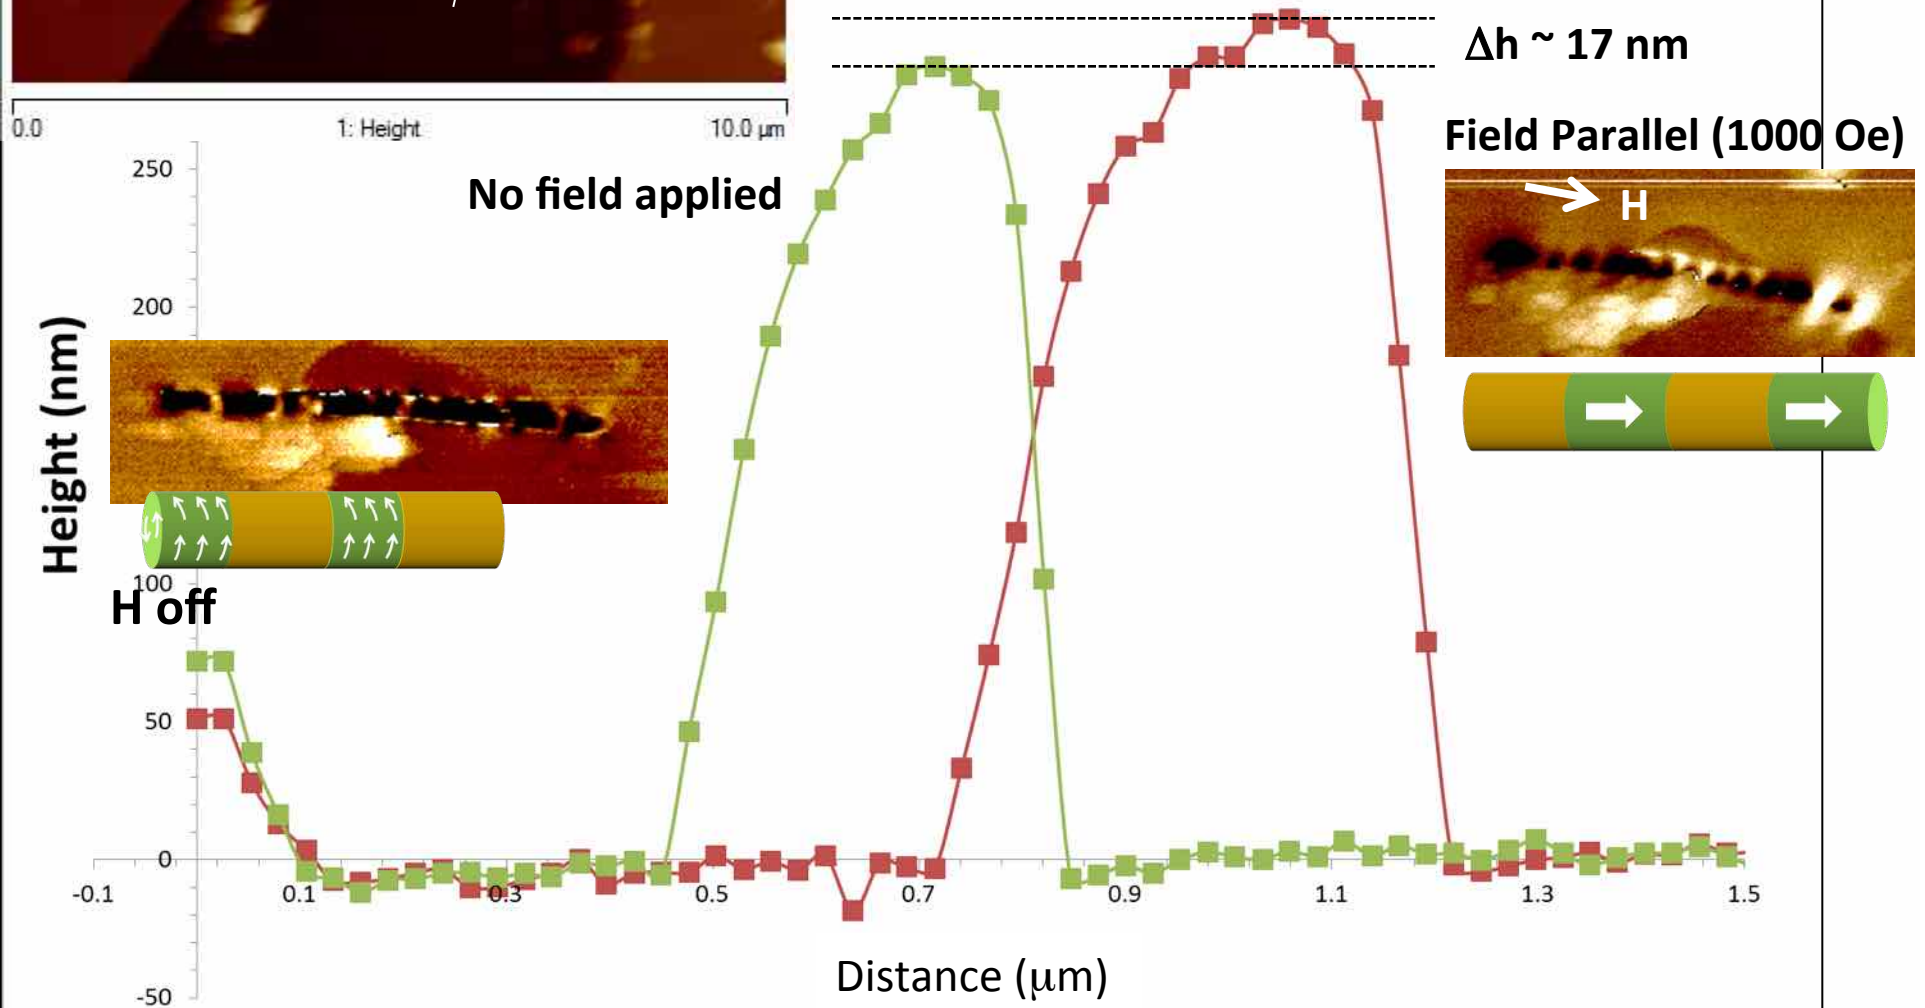 Δh ~ 17 nm
0.0 1: Height 10.0 µm
Field Parallel (1000 Oe)
250
No field applied
H
200
Height (nm)
100
H off
50
0
-0.1 0.1 0.3 0.5 0.7 0.9 1.1 1.3 1.5
Distance (µm)
-50